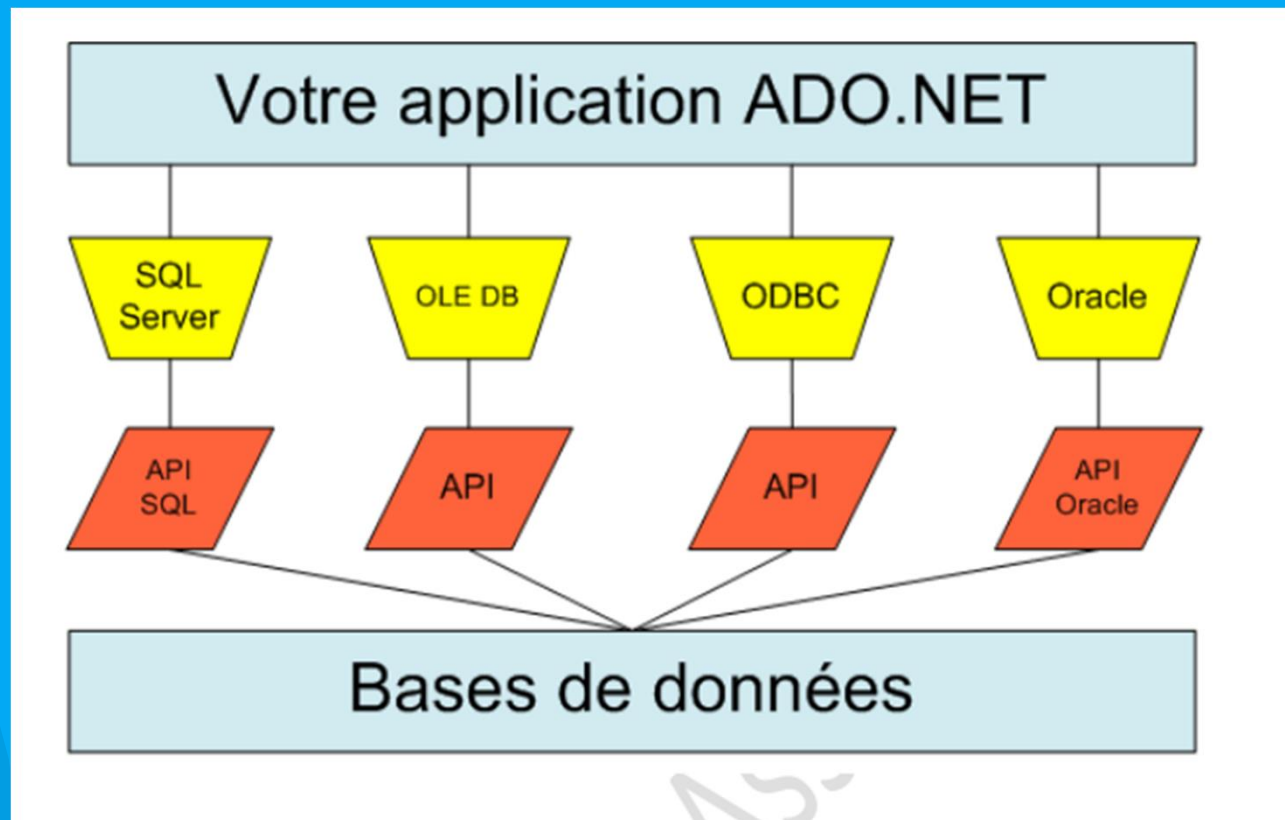 Votre application ADO.NET
SQL
Server
OLE DB
ODBC
Oracle
API
SQL
API
API
API
Oracle
Bases de données